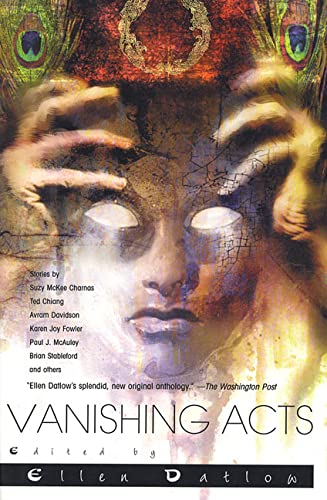 Stories by
Suzy McKee Charnas
Ted Chiang
Avram Davidson
Karen Joy Fowler
Paul J. McAuley
Brian Stableford
and others
"Ellen Datlow's splendid, new original anthology." —The Washington Post
VANISHING ACTS
Edited by
Ellen Datlow